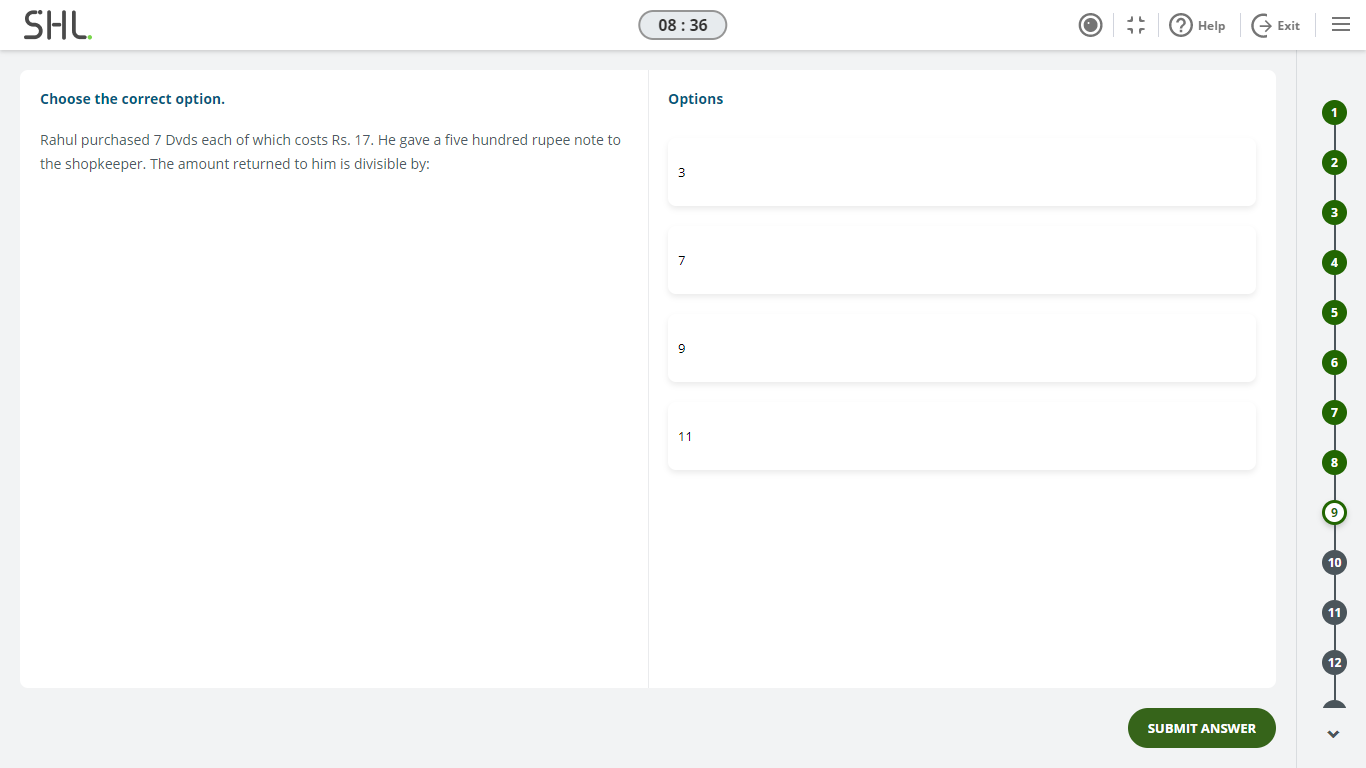 SHL.
08 : 36
Help
Exit
Choose the correct option.
Rahul purchased 7 Dvds each of which costs Rs. 17. He gave a five hundred rupee note to
the shopkeeper. The amount returned to him is divisible by:
Options
3
7
9
11
1
2
3
4
5
6
7
8
9
10
11
12
SUBMIT ANSWER